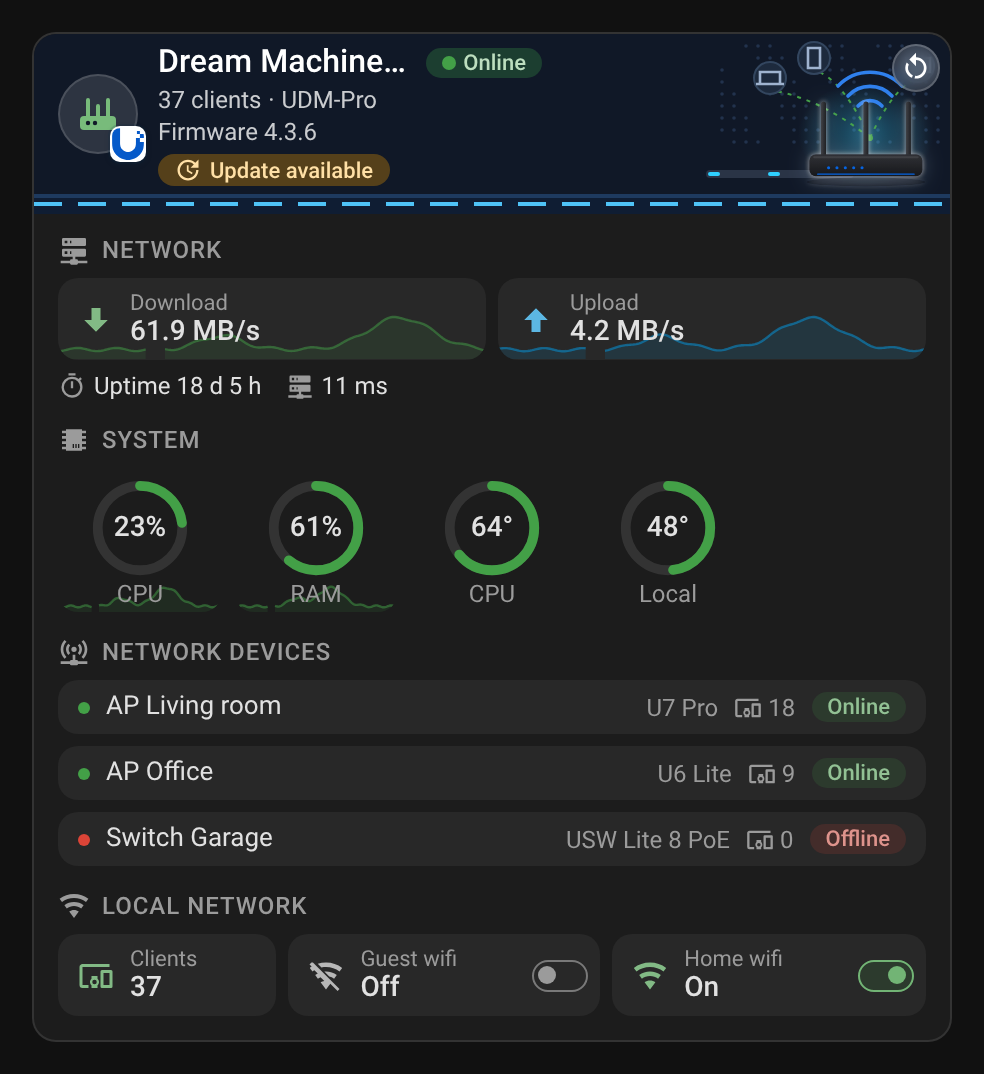 Dream Machine…
Online
37 clients · UDM-Pro
Firmware 4.3.6
Update available
NETWORK
Download
61.9 MB/s
Upload
4.2 MB/s
Uptime 18 d 5 h
11 ms
SYSTEM
23%
61%
64°
48°
CPU
RAM
CPU
Local
NETWORK DEVICES
AP Living room
U7 Pro
18
Online
AP Office
U6 Lite
9
Online
Switch Garage
USW Lite 8 PoE
0
Offline
LOCAL NETWORK
Clients
37
Guest wifi
Off
Home wifi
On